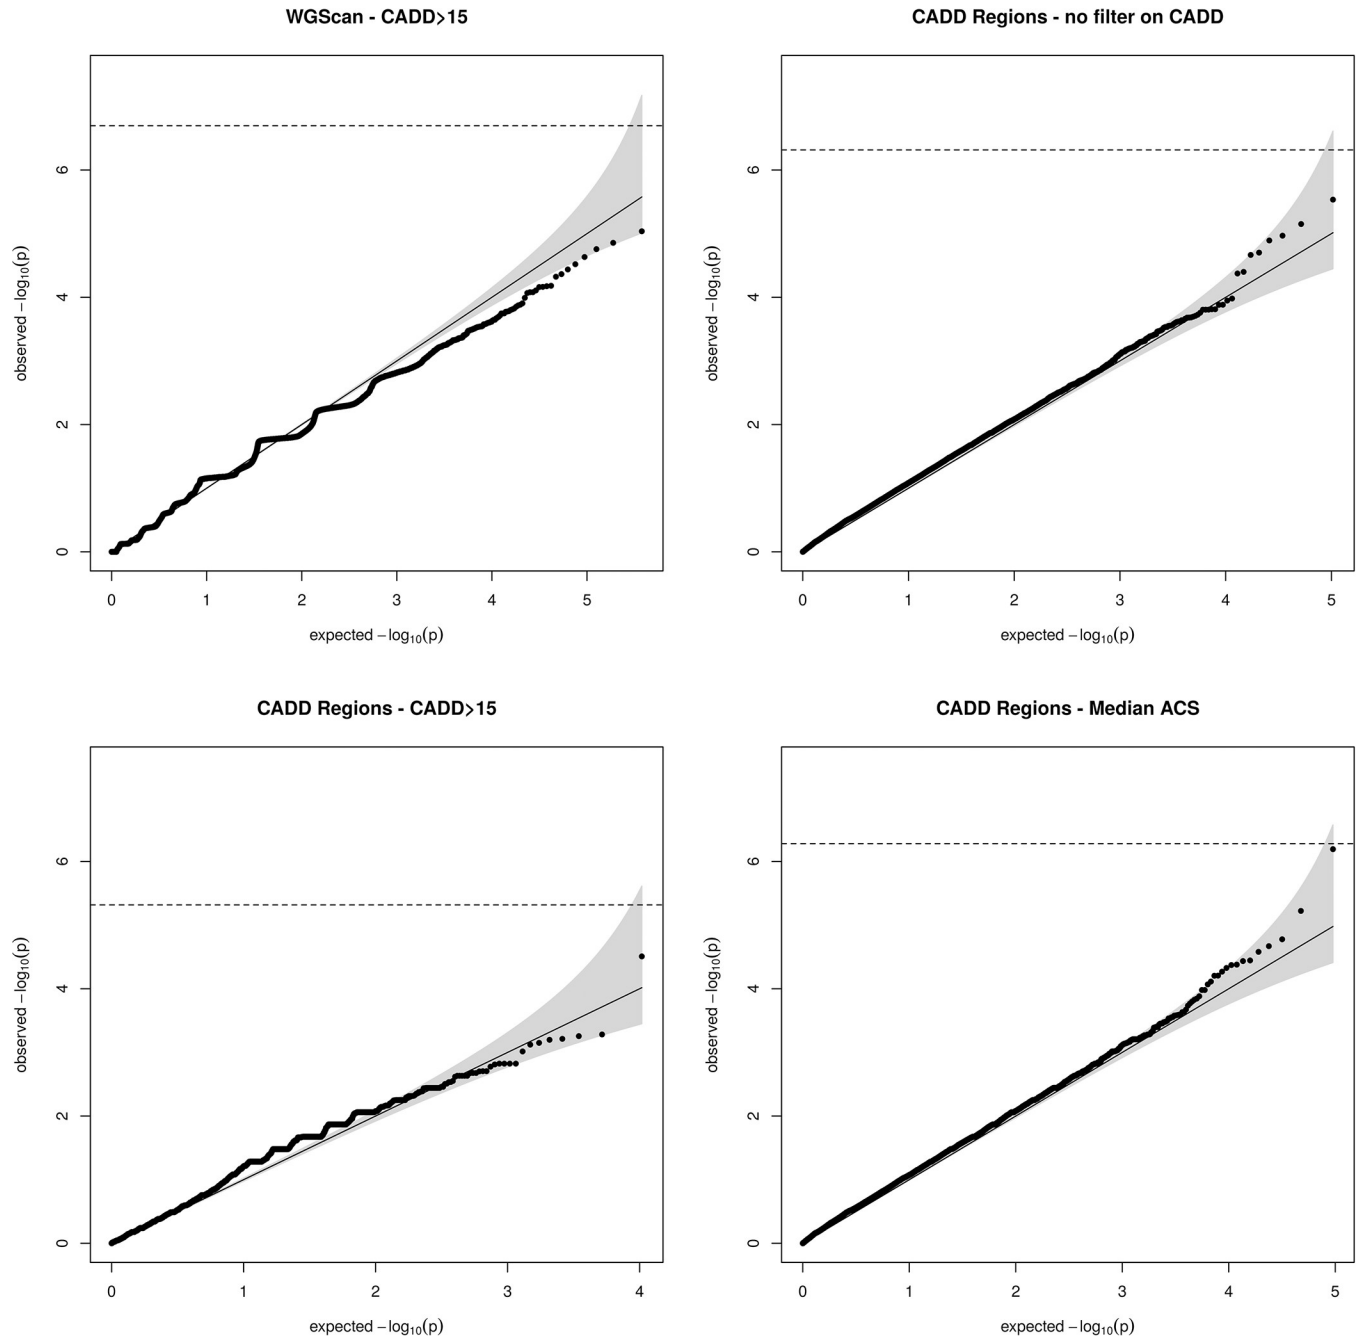 WGScan - CADD>15
observed −log10(p)
6
4
2
0
0 1 2 3 4 5
expected −log10(p)
CADD Regions - no filter on CADD
observed −log10(p)
6
4
2
0
0 1 2 3 4 5
expected −log10(p)
CADD Regions - CADD>15
observed −log10(p)
6
4
2
0
0 1 2 3 4
expected −log10(p)
CADD Regions - Median ACS
observed −log10(p)
6
4
2
0
0 1 2 3 4 5
expected −log10(p)